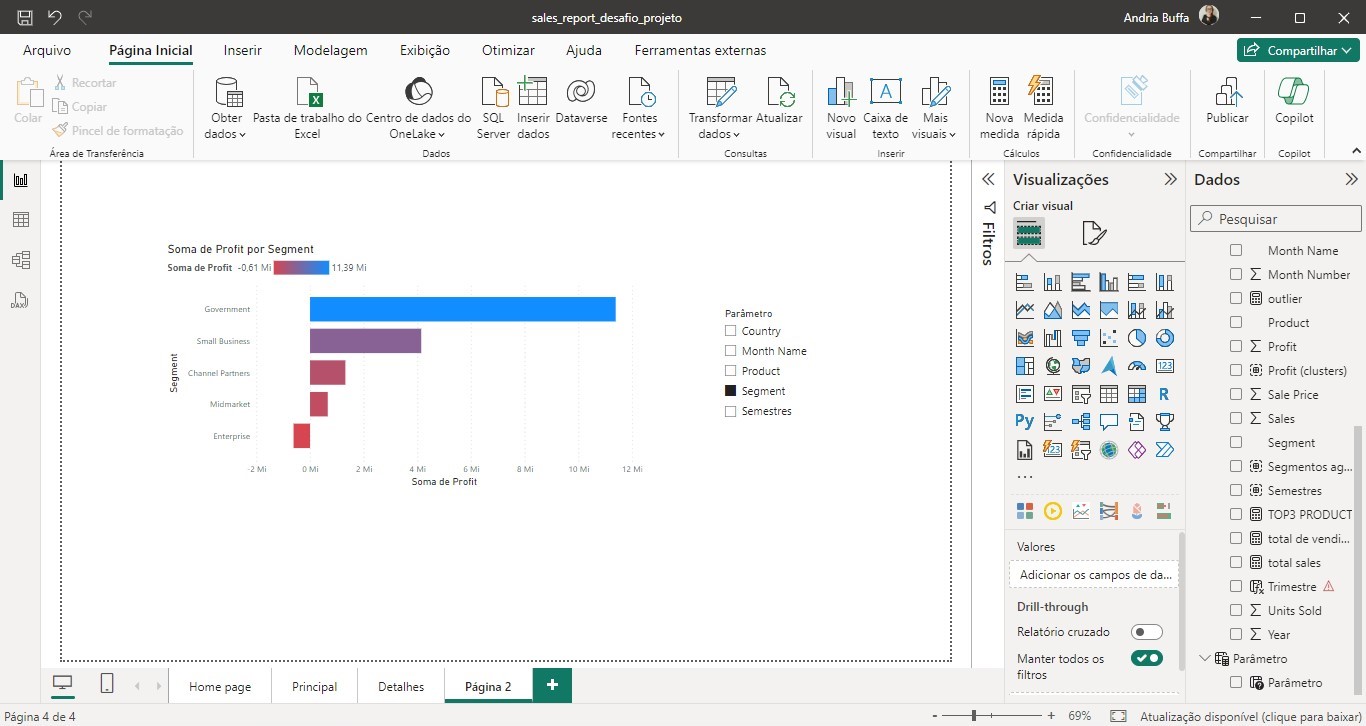 sales_report_desafio_projeto
Andria Buffa
Arquivo Página Inicial Inserir Modelagem Exibição Otimizar Ajuda Ferramentas externas
Compartilhar
Colar
Recortar
Copiar
Pincel de formatação
Área de Transferência
Obter dados
Pasta de trabalho do Excel
Centro de dados do OneLake
SQL Server
Inserir dados
Dataverse
Fontes recentes
Dados
Transformar dados
Atualizar
Consultas
Novo visual
Caixa de texto
Mais visuais
Inserir
Nova medida
Medida rápida
Cálculos
Confidencialidade
Confidencialidade
Publicar
Compartilhar
Copilot
Copilot
DAX
Soma de Profit por Segment
Soma de Profit -0,61 Mi 11,39 Mi
Segment
Government
Small Business
Channel Partners
Midmarket
Enterprise
-2 Mi 0 Mi 2 Mi 4 Mi 6 Mi 8 Mi 10 Mi 12 Mi
Soma de Profit
Parâmetro
Country
Month Name
Product
Segment
Semestres
Filtros
Visualizações
Criar visual
123
R
Py
123
...
Valores
Adicionar os campos de da...
Drill-through
Relatório cruzado
Manter todos os filtros
Dados
Pesquisar
Month Name
Month Number
outlier
Product
Profit
Profit (clusters)
Sale Price
Sales
Segment
Segmentos ag...
Semestres
TOP3 PRODUCT
total de vendi...
total sales
Trimestre
Units Sold
Year
Parâmetro
Parâmetro
Home page Principal Detalhes Página 2 +
Página 4 de 4
- + 69%
Atualização disponível (clique para baixar)